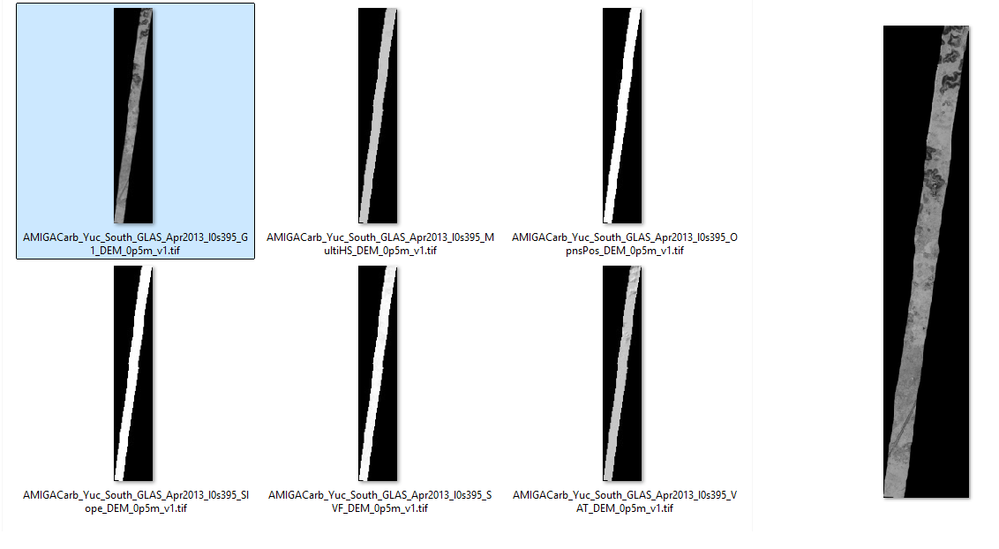 AMIGACarb_Yuc_South_GLAS_Apr2013_l0s395_G
1_DEM_0p5m_v1.tif
AMIGACarb_Yuc_South_GLAS_Apr2013_l0s395_M
ultiHS_DEM_0p5m_v1.tif
AMIGACarb_Yuc_South_GLAS_Apr2013_l0s395_O
pnsPos_DEM_0p5m_v1.tif
AMIGACarb_Yuc_South_GLAS_Apr2013_l0s395_Sl
ope_DEM_0p5m_v1.tif
AMIGACarb_Yuc_South_GLAS_Apr2013_l0s395_S
VF_DEM_0p5m_v1.tif
AMIGACarb_Yuc_South_GLAS_Apr2013_l0s395_V
AT_DEM_0p5m_v1.tif